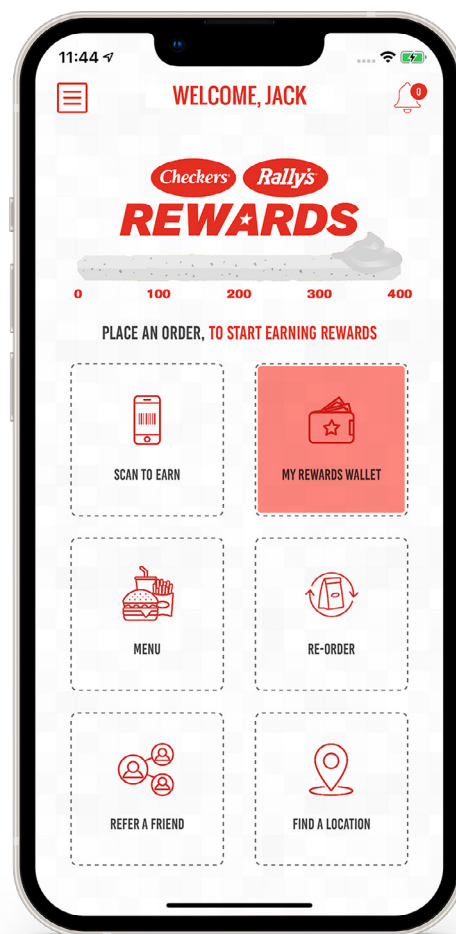 11:44
WELCOME, JACK
0
Checkers Rally's
REWARDS
0 100 200 300 400
PLACE AN ORDER, TO START EARNING REWARDS
SCAN TO EARN
MY REWARDS WALLET
MENU
RE-ORDER
REFER A FRIEND
FIND A LOCATION